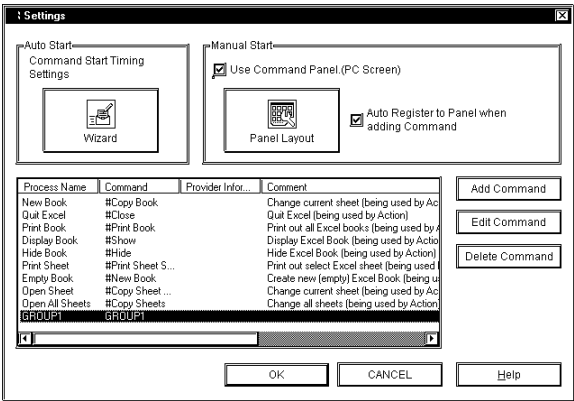 Settings
Auto Start
Command Start Timing
Settings
Wizard
Manual Start
Use Command Panel.(PC Screen)
Panel Layout
Auto Register to Panel when
adding Command
Process Name Command Provider Infor... Comment
New Book #Copy Book Change current sheet (being used by Ac
Quit Excel #Close Quit Excel (being used by Action)
Print Book #Print Book Print out all Excel books (being used by
Display Book #Show Display Excel Book (being used by Actio
Hide Book #Hide Hide Excel Book (being used by Action)
Print Sheet #Print Sheet S... Print out select Excel sheet (being used
Empty Book #New Book Create new (empty) Excel Book (being
Open Sheet #Copy Sheet ... Change current sheet (being used by Ac
Open All Sheets #Copy Sheets Change all sheets (being used by Action)
GROUP1 GROUP1
Add Command
Edit Command
Delete Command
OK
CANCEL
Help